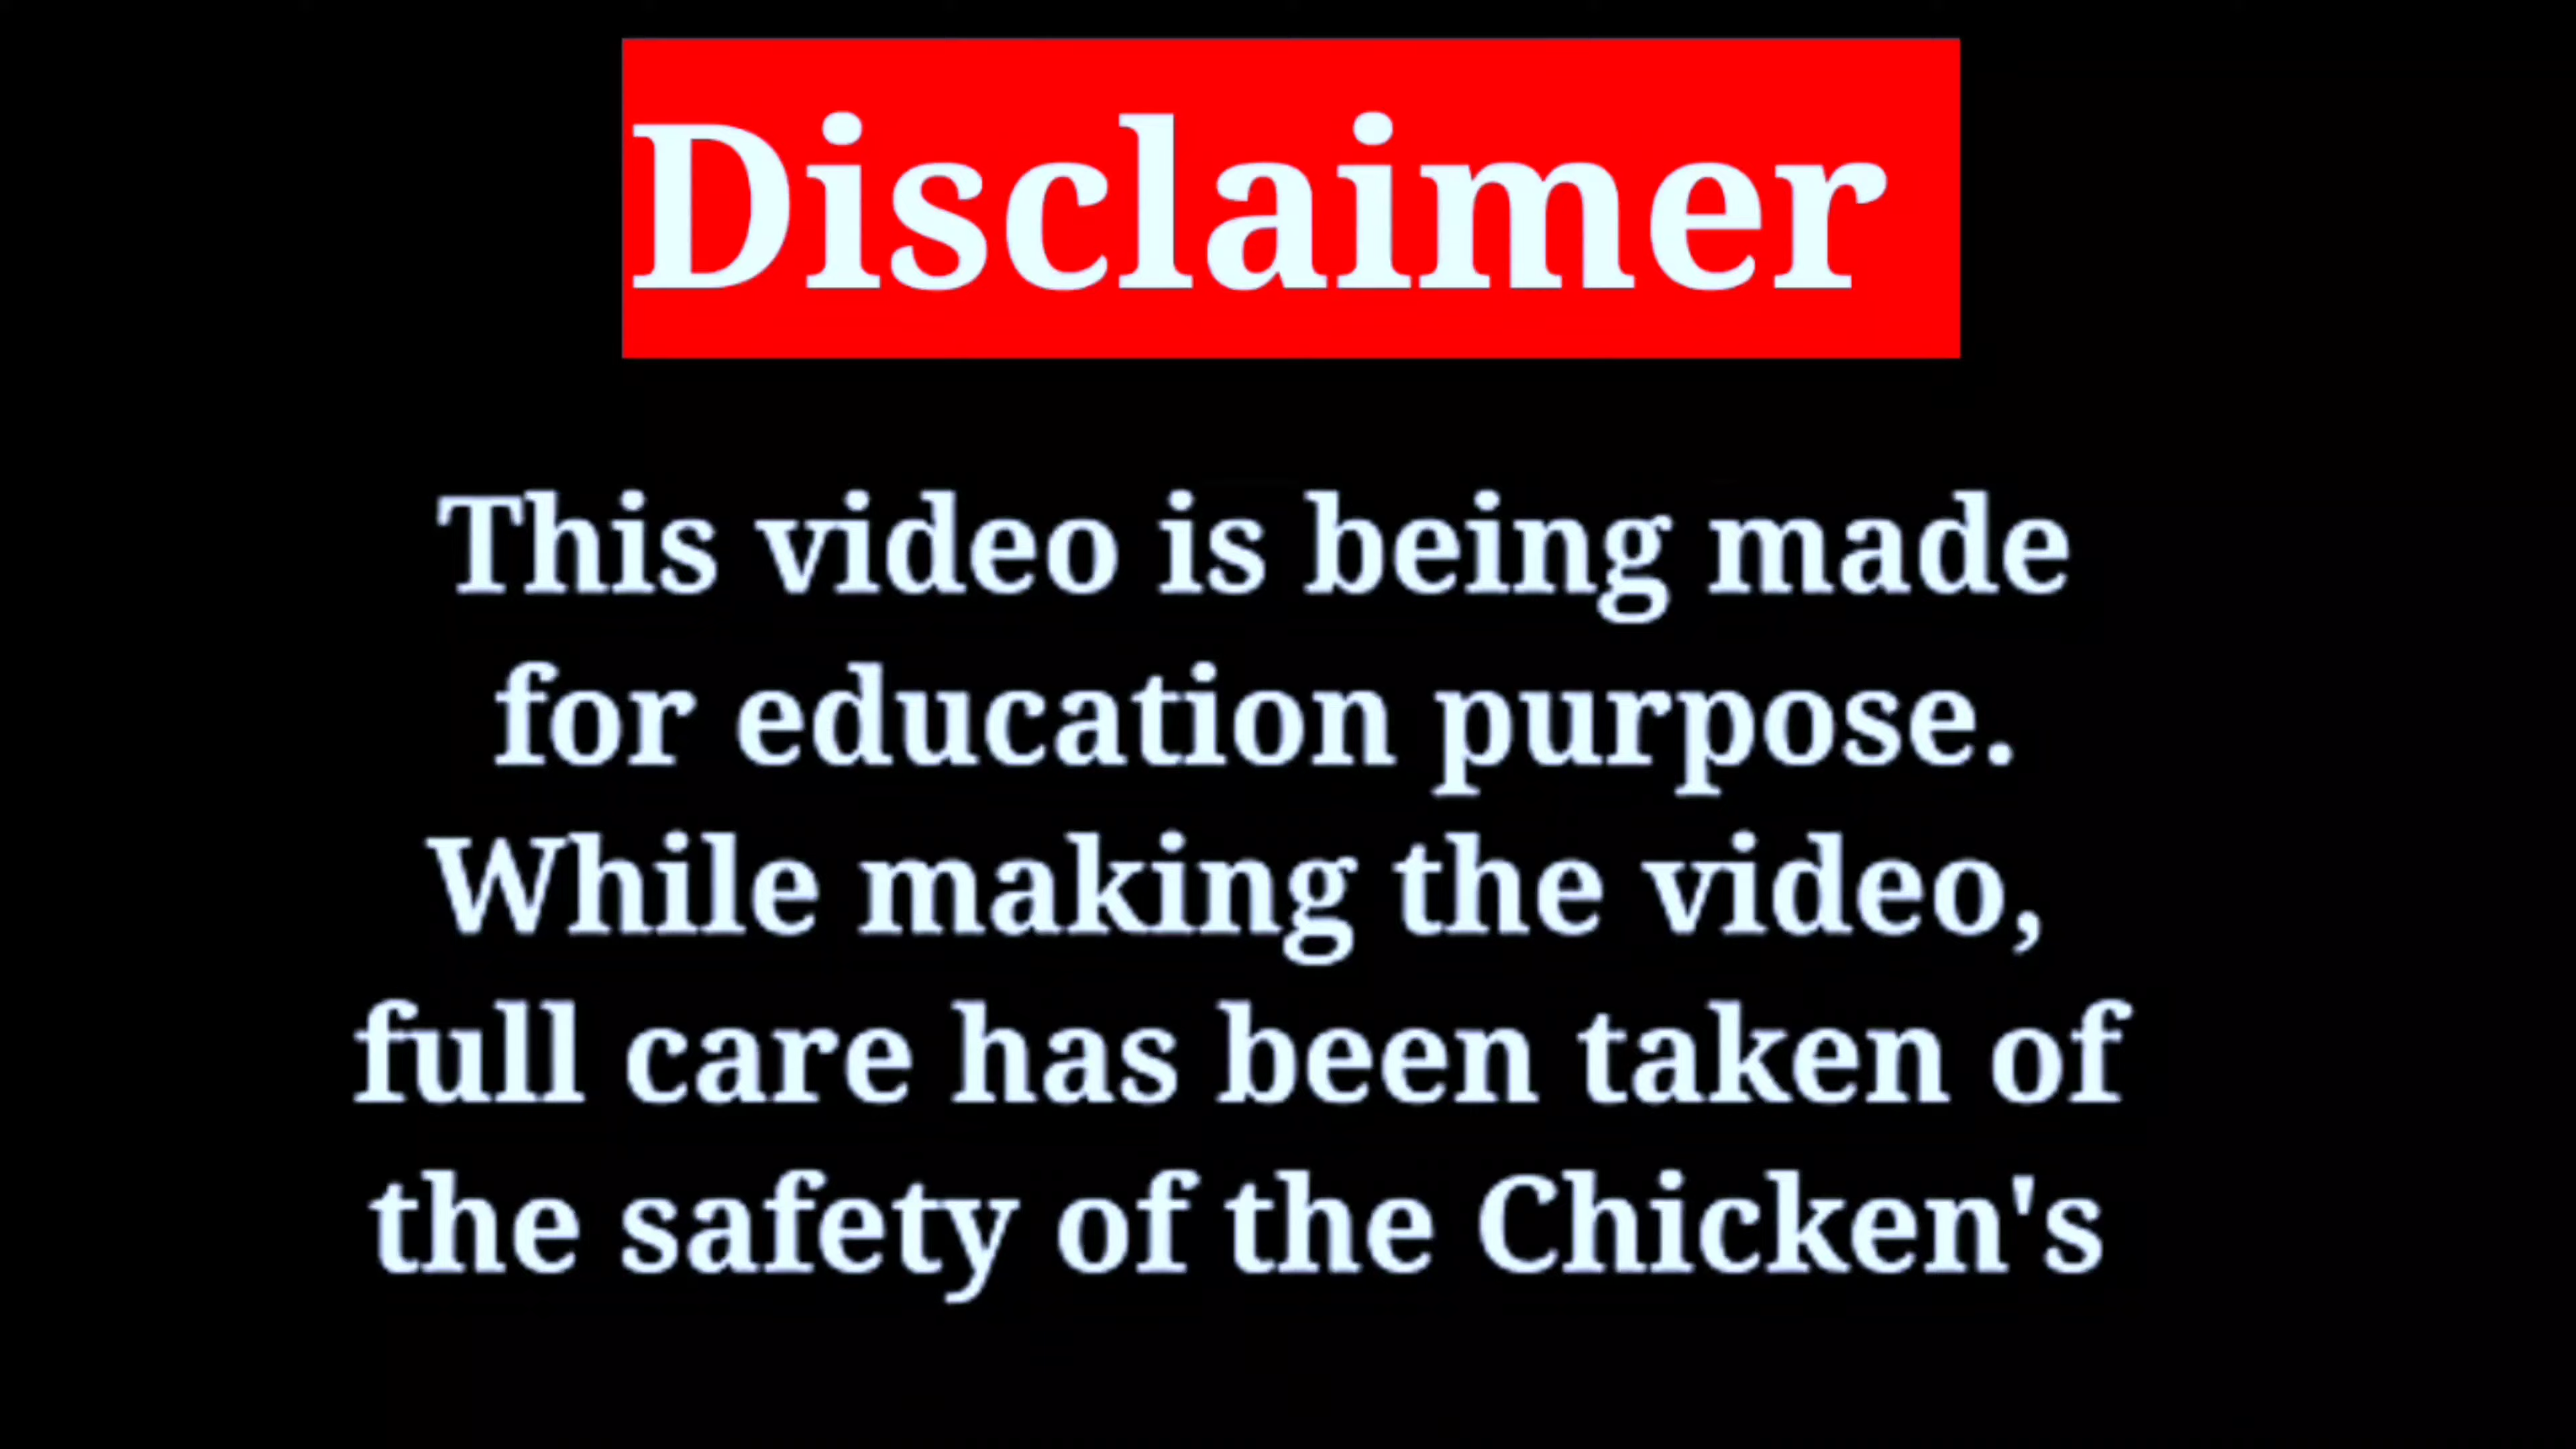 Disclaimer
This video is being made
for education purpose.
While making the video,
full care has been taken of
the safety of the Chicken's